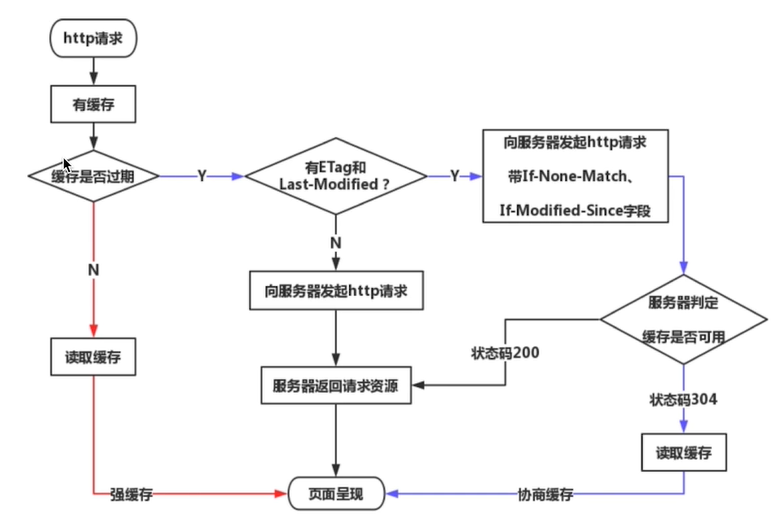 http请求
有缓存
缓存是否过期
Y
有ETag和
Last-Modified？
Y
向服务器发起http请求
带If-None-Match、
If-Modified-Since字段
N
N
向服务器发起http请求
服务器判定
缓存是否可用
读取缓存
状态码200
服务器返回请求资源
状态码304
读取缓存
强缓存
页面呈现
协商缓存